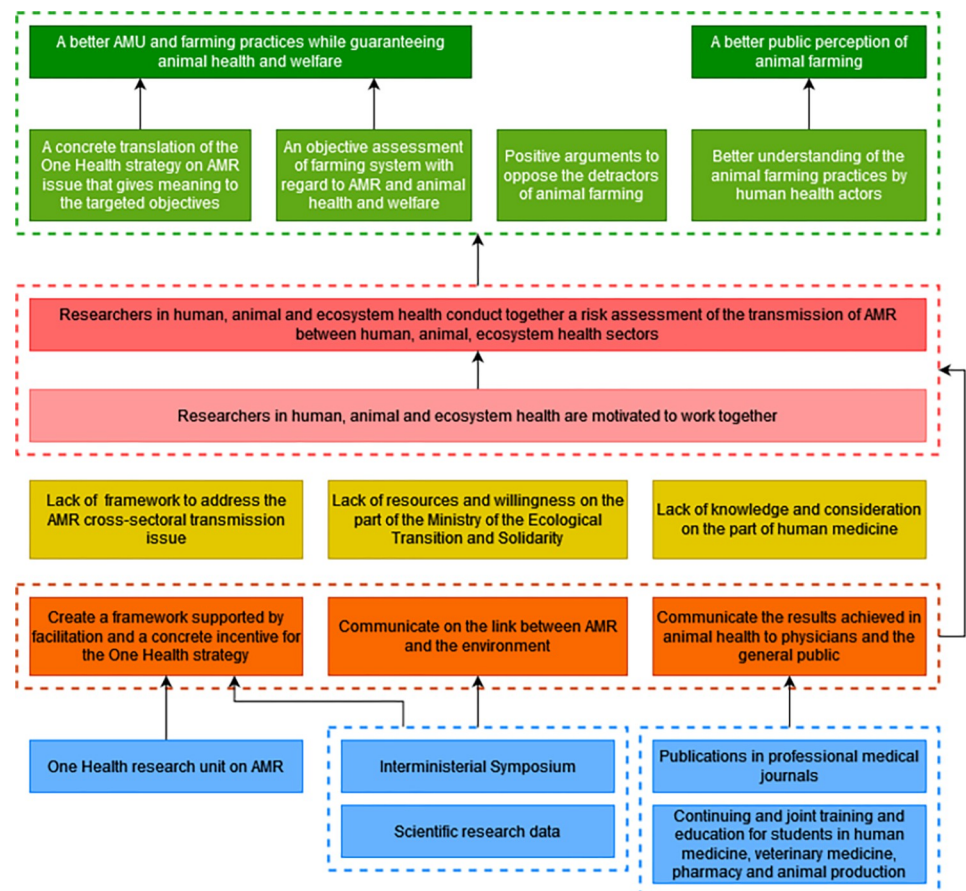 A better AMU and farming practices while guaranteeing
animal health and welfare
A better public perception of
animal farming
A concrete translation of the
One Health strategy on AMR
issue that gives meaning to
the targeted objectives
An objective assessment
of farming system with
regard to AMR and animal
health and welfare
Positive arguments to
oppose the detractors
of animal farming
Better understanding of the
animal farming practices by
human health actors
Researchers in human, animal and ecosystem health conduct together a risk assessment of the transmission of AMR
between human, animal, ecosystem health sectors
Researchers in human, animal and ecosystem health are motivated to work together
Lack of framework to address the
AMR cross-sectoral transmission
issue
Lack of resources and willingness on the
part of the Ministry of the Ecological
Transition and Solidarity
Lack of knowledge and consideration
on the part of human medicine
Create a framework supported by
facilitation and a concrete incentive for
the One Health strategy
Communicate on the link between AMR
and the environment
Communicate the results achieved in
animal health to physicians and the
general public
One Health research unit on AMR
Interministerial Symposium
Scientific research data
Publications in professional medical
journals
Continuing and joint training and
education for students in human
medicine, veterinary medicine,
pharmacy and animal production